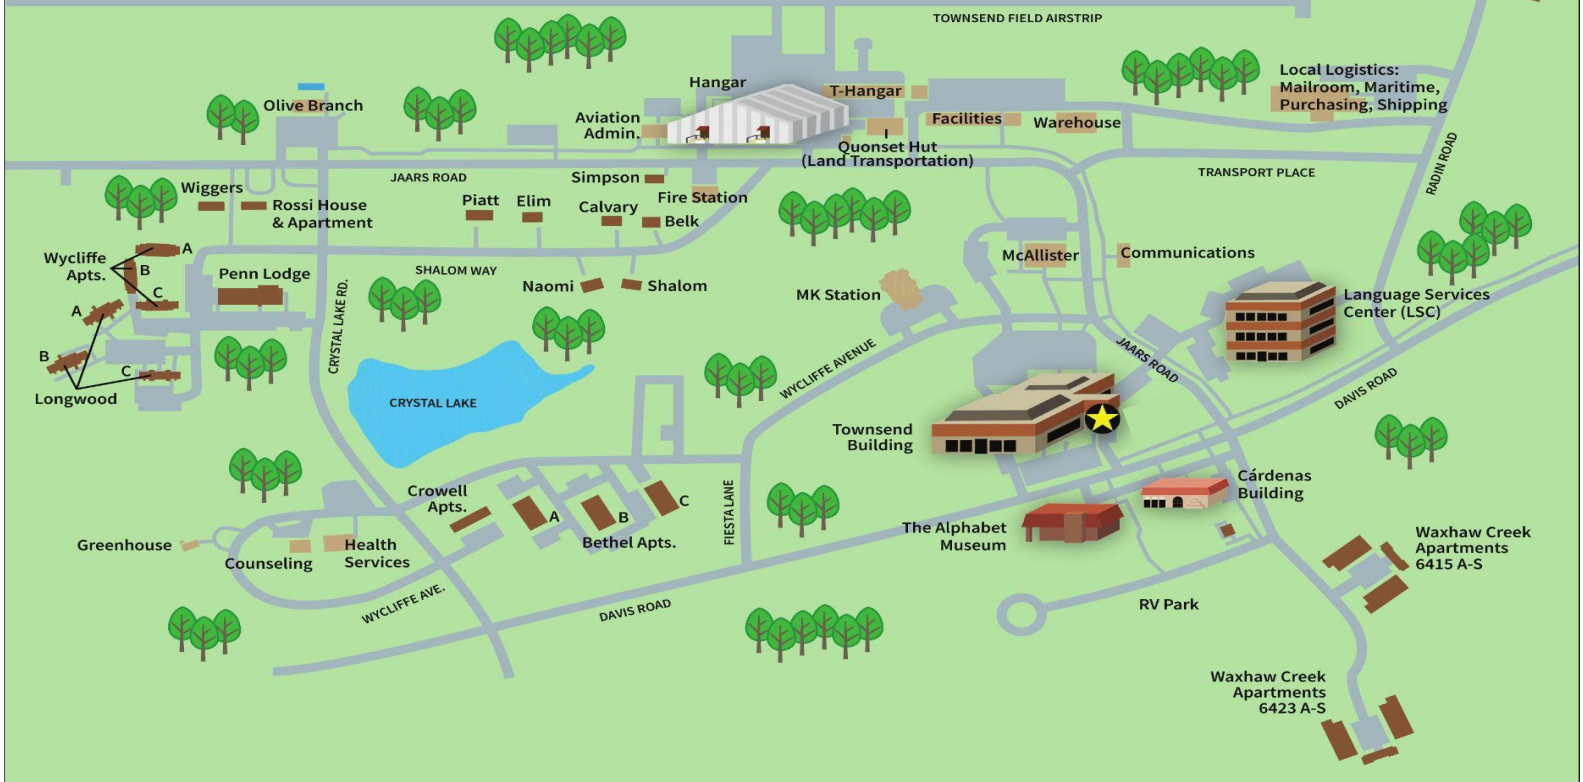 TOWNSEND FIELD AIRSTRIP
Hangar
T-Hangar
Local Logistics:
Mailroom, Maritime,
Purchasing, Shipping
Olive Branch
Aviation
Admin.
Facilities
Warehouse
Quonset Hut
(Land Transportation)
JAARS ROAD
TRANSPORT PLACE
RADIN ROAD
Simpson
Fire Station
Wiggers
Rossi House
& Apartment
Piatt
Elim
Calvary
Belk
Wycliffe
Apts.
A
B
C
Penn Lodge
SHALOM WAY
Naomi
Shalom
McAllister
Communications
MK Station
Language Services
Center (LSC)
A
B
C
Longwood
CRYSTAL LAKE RD.
CRYSTAL LAKE
WYCLIFFE AVENUE
JAARS ROAD
DAVIS ROAD
Townsend
Building
Cárdenas
Building
Crowell
Apts.
A
B
C
Bethel Apts.
FIESTA LANE
The Alphabet
Museum
Greenhouse
Counseling
Health
Services
WYCLIFFE AVE.
DAVIS ROAD
RV Park
Waxhaw Creek
Apartments
6415 A-S
Waxhaw Creek
Apartments
6423 A-S